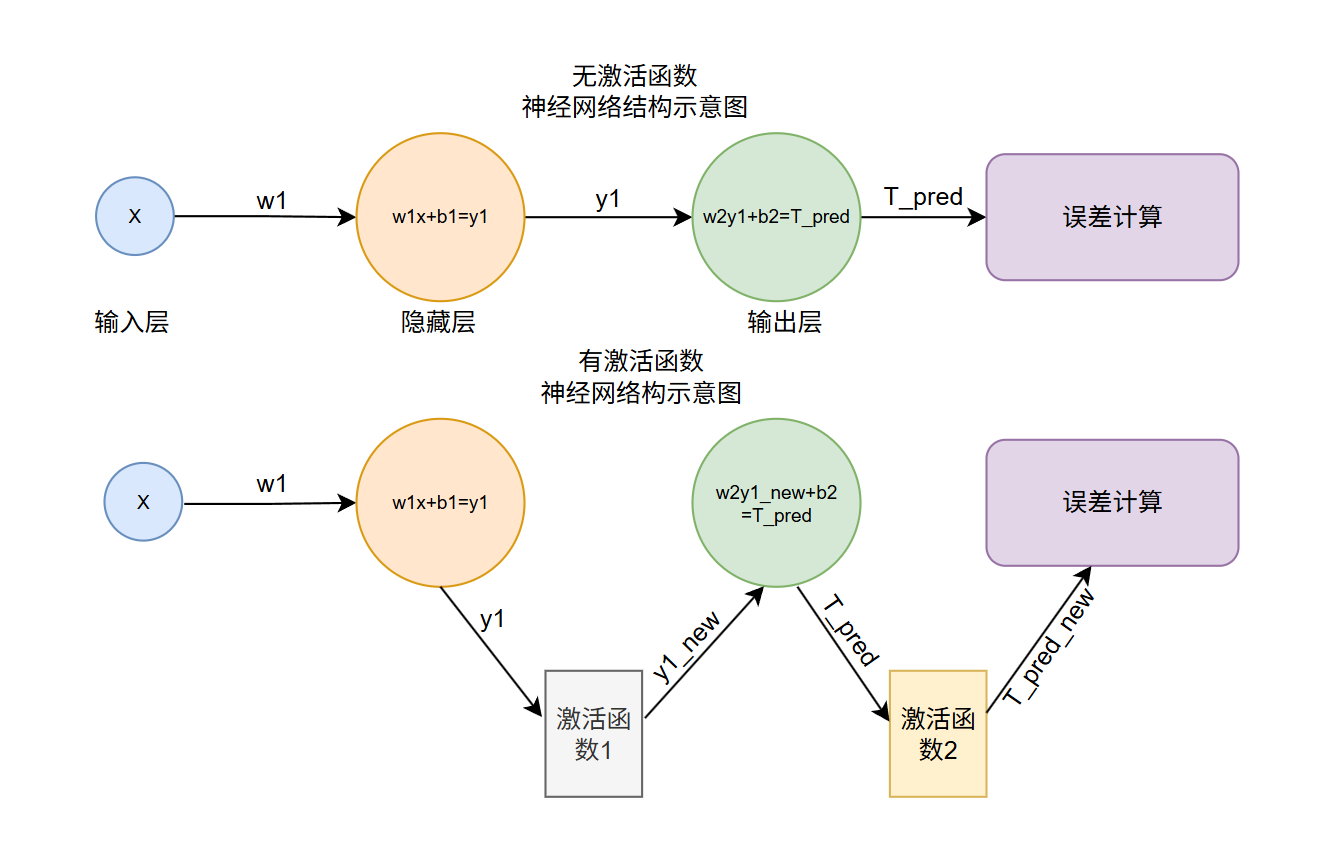 无激活函数
神经网络结构示意图
X
w1
w1x+b1=y1
y1
w2y1+b2=T_pred
T_pred
误差计算
输入层
隐藏层
输出层
有激活函数
神经网络构示意图
X
w1
w1x+b1=y1
w2y1_new+b2
=T_pred
误差计算
y1
y1_new
T_pred
T_pred_new
激活函
数1
激活函
数2